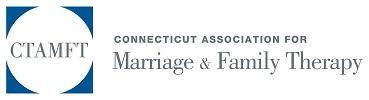 CTAMFT
CONNECTICUT ASSOCIATION FOR
Marriage & Family Therapy